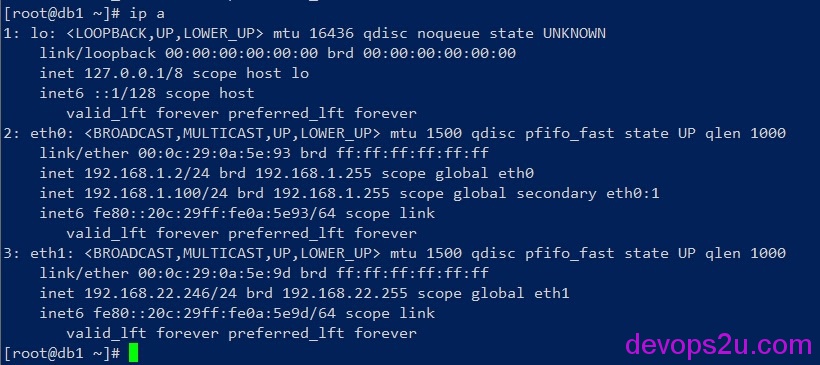 [root@db1 ~]# ip a
1: lo: <LOOPBACK,UP,LOWER_UP> mtu 16436 qdisc noqueue state UNKNOWN
    link/loopback 00:00:00:00:00:00 brd 00:00:00:00:00:00
    inet 127.0.0.1/8 scope host lo
    inet6 ::1/128 scope host
       valid_lft forever preferred_lft forever
2: eth0: <BROADCAST,MULTICAST,UP,LOWER_UP> mtu 1500 qdisc pfifo_fast state UP qlen 1000
    link/ether 00:0c:29:0a:5e:93 brd ff:ff:ff:ff:ff:ff
    inet 192.168.1.2/24 brd 192.168.1.255 scope global eth0
    inet 192.168.1.100/24 brd 192.168.1.255 scope global secondary eth0:1
    inet6 fe80::20c:29ff:fe0a:5e93/64 scope link
       valid_lft forever preferred_lft forever
3: eth1: <BROADCAST,MULTICAST,UP,LOWER_UP> mtu 1500 qdisc pfifo_fast state UP qlen 1000
    link/ether 00:0c:29:0a:5e:9d brd ff:ff:ff:ff:ff:ff
    inet 192.168.22.246/24 brd 192.168.22.255 scope global eth1
    inet6 fe80::20c:29ff:fe0a:5e9d/64 scope link
       valid_lft forever preferred_lft forever
[root@db1 ~]#
devops2u.com